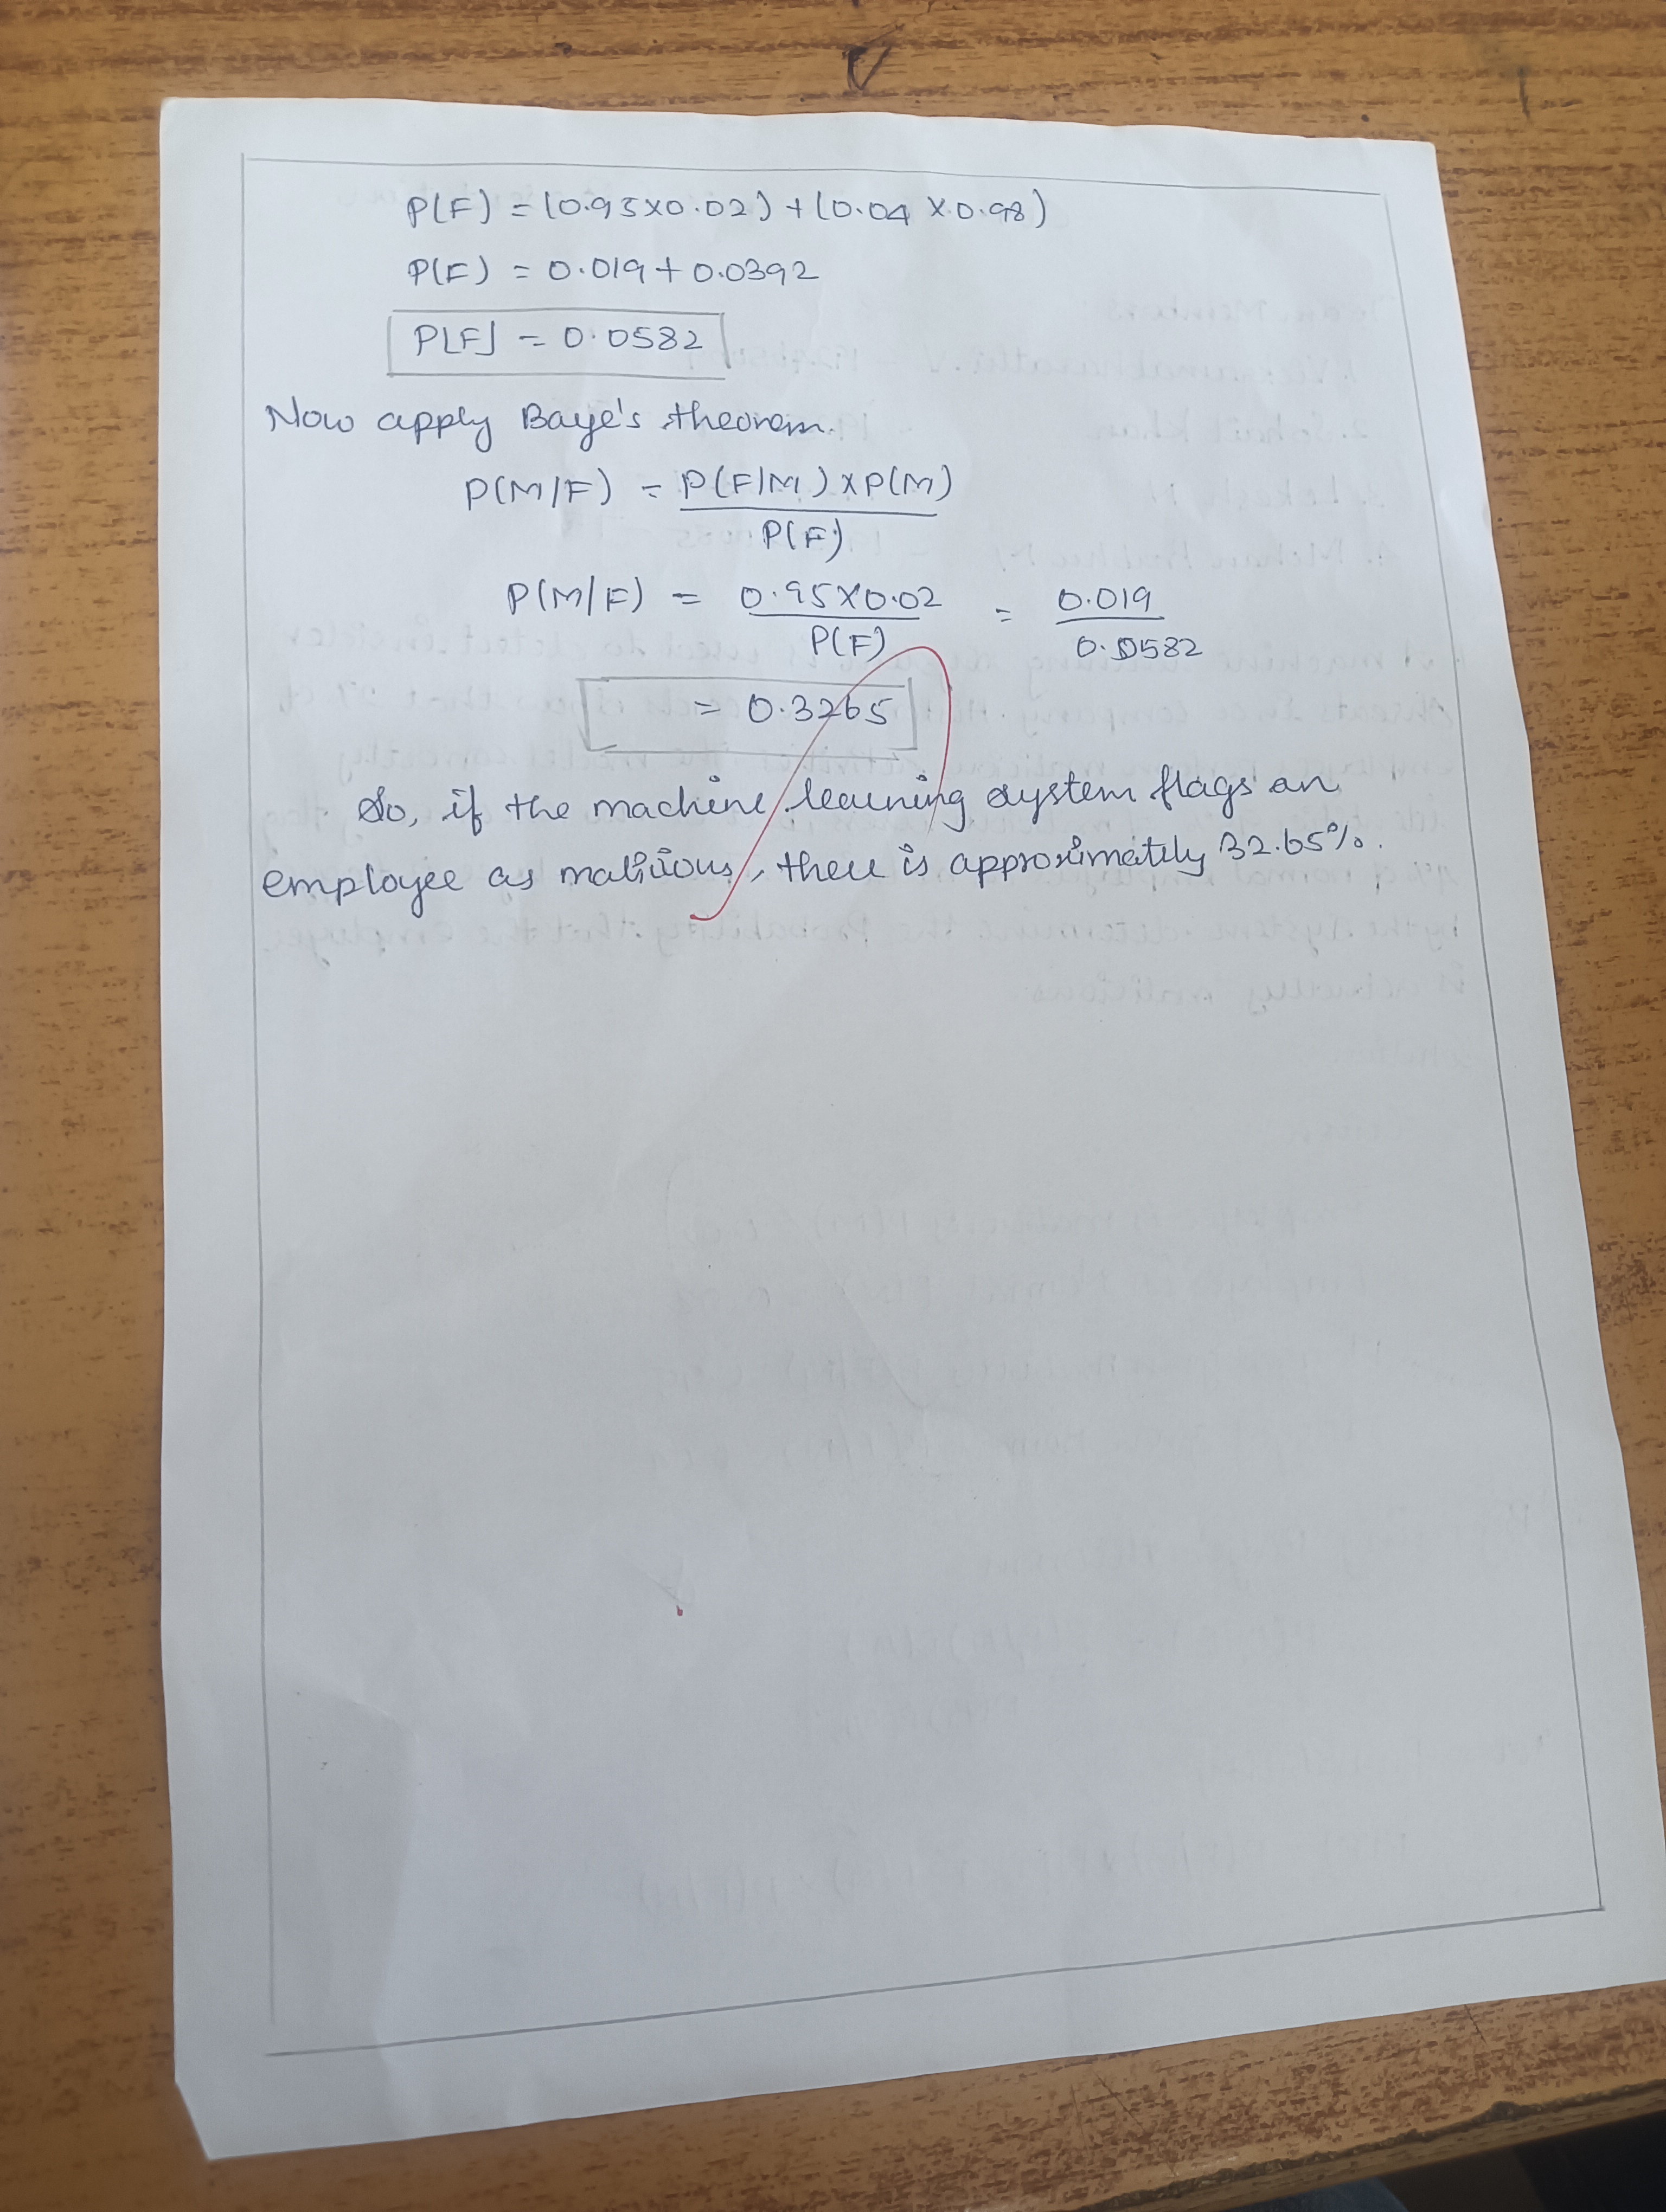 P(F) = (0.95×0.02) + (0.04 × 0.98)
P(F) = 0.019 + 0.0392
P[F] = 0.0582
Now apply Baye's theorem.
P(M/F) = P(F/M) × P(M)
P(F)
P(M/F) = 0.95×0.02 = 0.019
P(F) 0.0582
= 0.3265
So, if the machine learning system flags an
employee as malicious, there is approximately 32.65%.